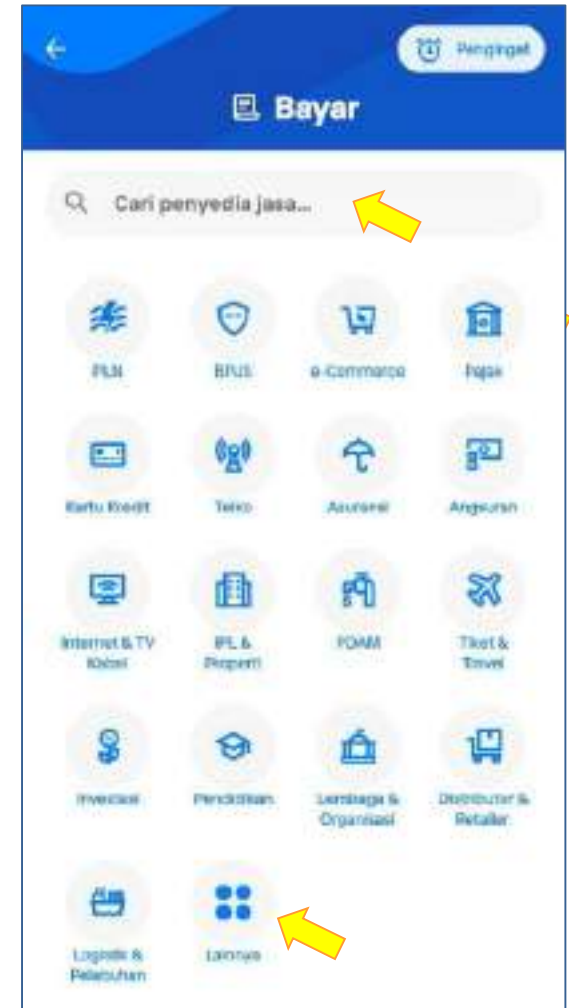 Pengingat
Bayar
Cari penyedia jasa...
PLN BPJS e-Commerce Pajak
Kartu Kredit Telko Asuransi Angsuran
Internet & TV IPL & PDAM Tiket &
Kabel Properti Travel
Investasi Pendidikan Lembaga & Distributor &
Organisasi Retailer
Logistik & Lainnya
Pelabuhan